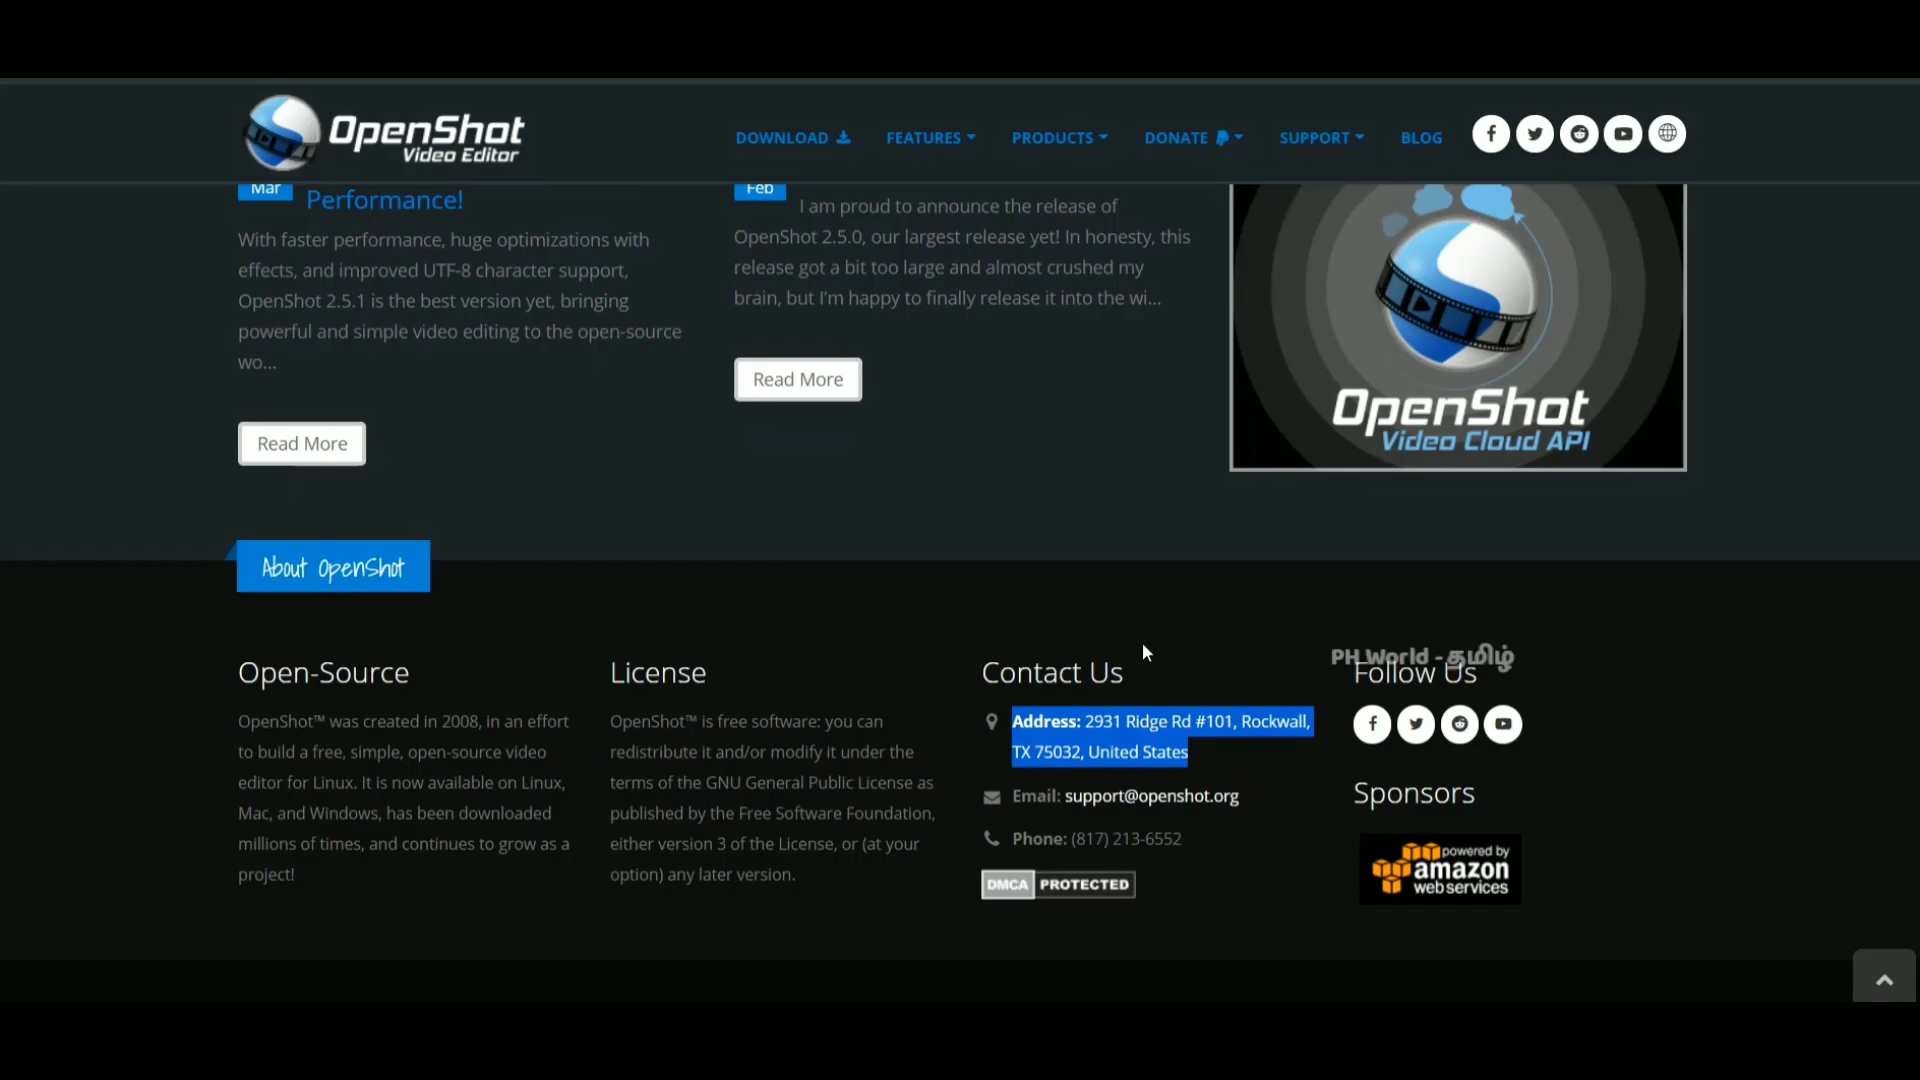 OpenShot
Video Editor
DOWNLOAD
FEATURES
PRODUCTS
DONATE
SUPPORT
BLOG
Mar
Performance!
With faster performance, huge optimizations with
effects, and improved UTF-8 character support,
OpenShot 2.5.1 is the best version yet, bringing
powerful and simple video editing to the open-source
wo...
Read More
Feb
I am proud to announce the release of
OpenShot 2.5.0, our largest release yet! In honesty, this
release got a bit too large and almost crushed my
brain, but I'm happy to finally release it into the wi...
Read More
OpenShot
Video Cloud API
About OpenShot
Open-Source
OpenShot™ was created in 2008, in an effort
to build a free, simple, open-source video
editor for Linux. It is now available on Linux,
Mac, and Windows, has been downloaded
millions of times, and continues to grow as a
project!
License
OpenShot™ is free software: you can
redistribute it and/or modify it under the
terms of the GNU General Public License as
published by the Free Software Foundation,
either version 3 of the License, or (at your
option) any later version.
Contact Us
Address: 2931 Ridge Rd #101, Rockwall,
TX 75032, United States
Email: support@openshot.org
Phone: (817) 213-6552
DMCA PROTECTED
PH World - தமிழ்
Follow Us
Sponsors
powered by
amazon
web services